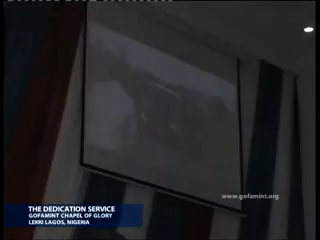 www.gofamint.org
THE DEDICATION SERVICE
GOFAMINT CHAPEL OF GLORY
LEKKI LAGOS, NIGERIA